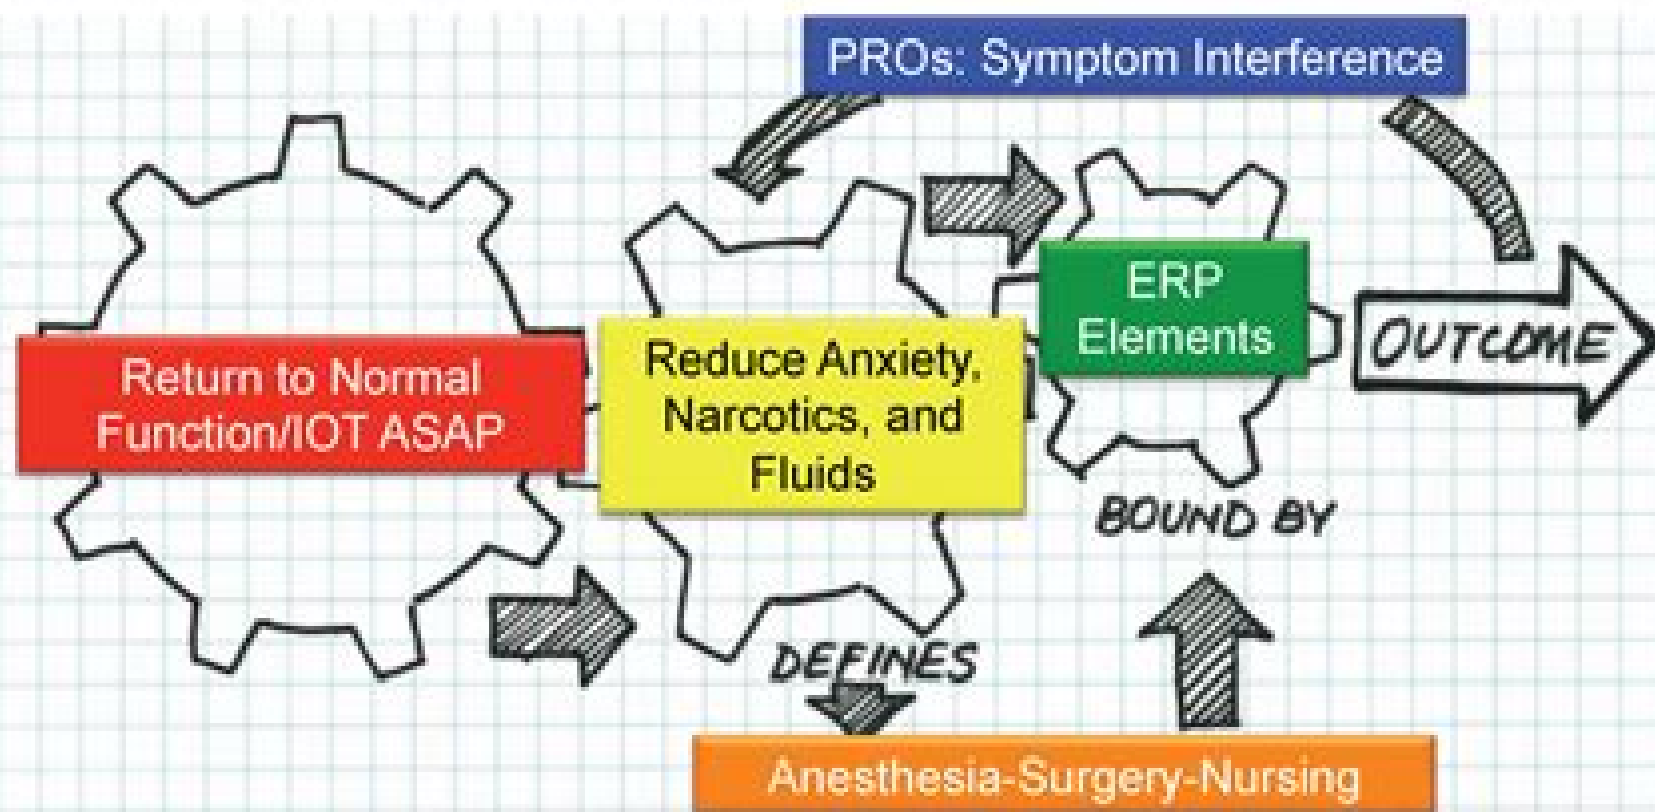 PROs: Symptom Interference
Return to Normal
Function/IOT ASAP
Reduce Anxiety,
Narcotics, and
Fluids
ERP
Elements
OUTCOME
BOUND BY
DEFINES
Anesthesia-Surgery-Nursing